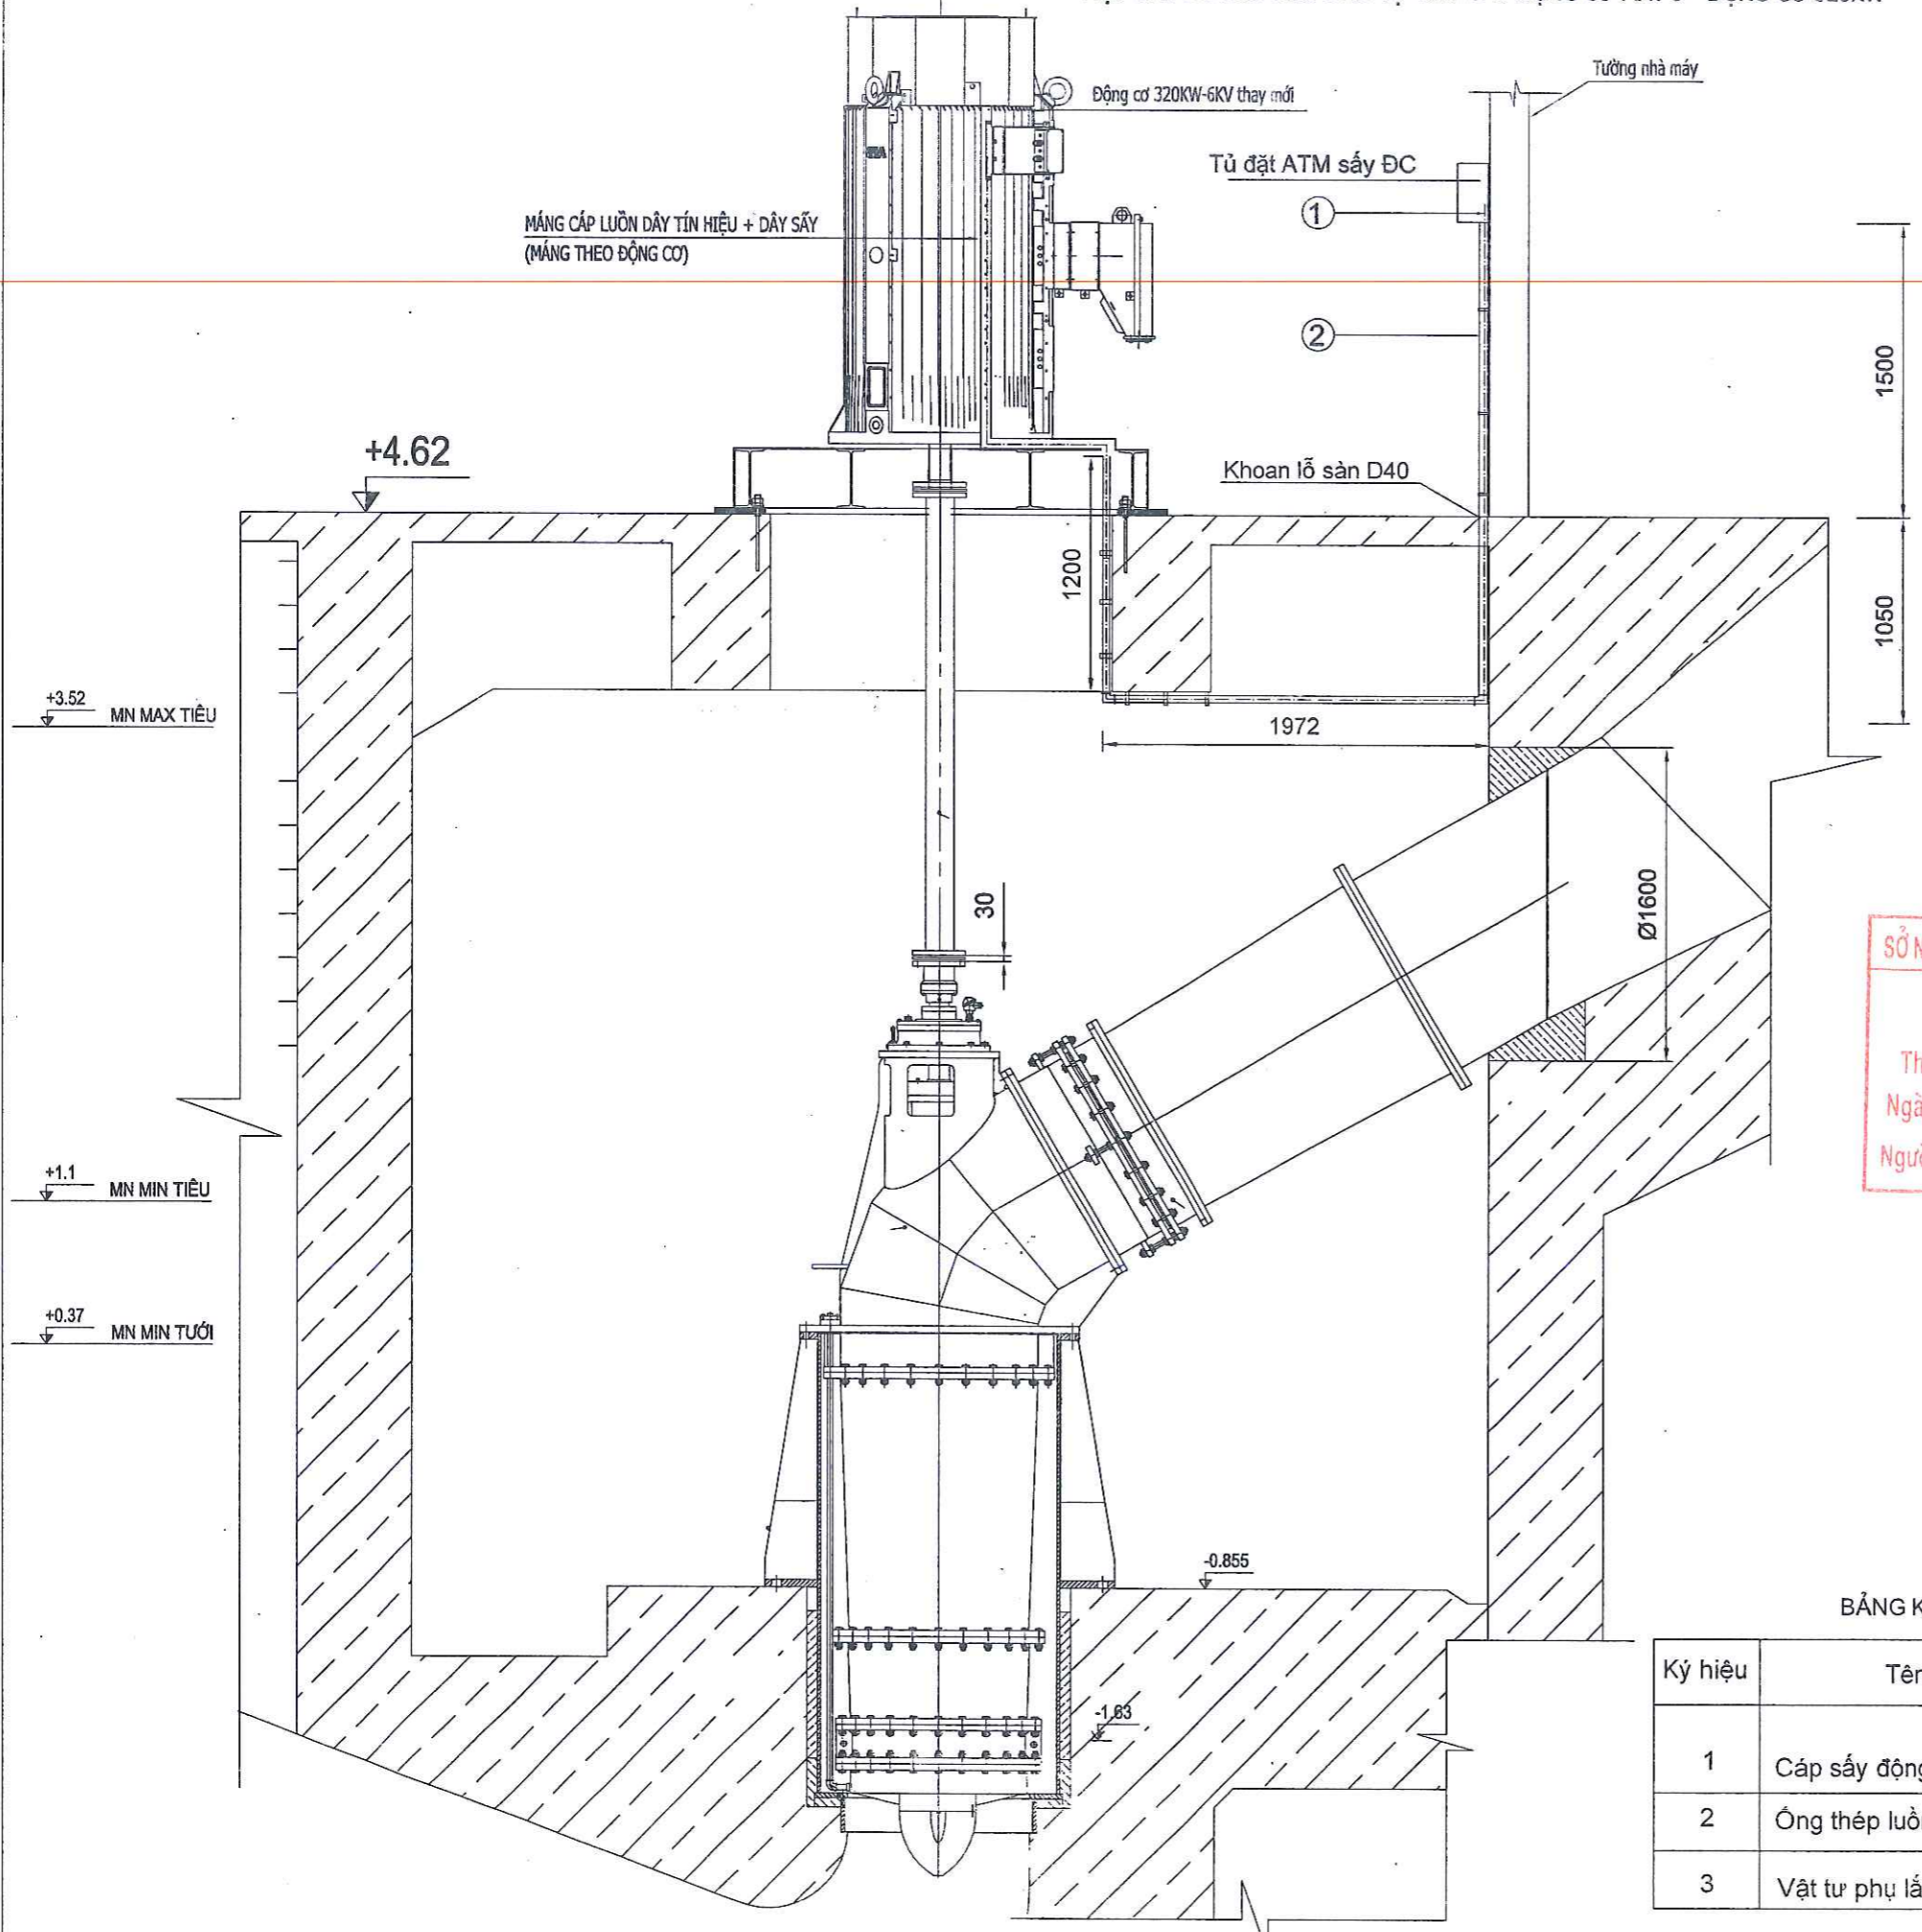 Tường nhà máy
Động cơ 320KW-6KV thay mới
Tủ đặt ATM sấy ĐC
1
MÁNG CÁP LUỒN DÂY TÍN HIỆU + DÂY SẤY
(MÁNG THEO ĐỘNG CƠ)
2
1500
+4.62
Khoan lỗ sàn D40
1200
1050
+3.52
MN MAX TIÊU
1972
30
Ø1600
+1.1
MN MIN TIÊU
+0.37
MN MIN TƯỚI
-0.855
-1.63
BẢNG K
Ký hiệu
1 Cáp sấy động
2 Ống thép luồ
3 Vật tư phụ lắ